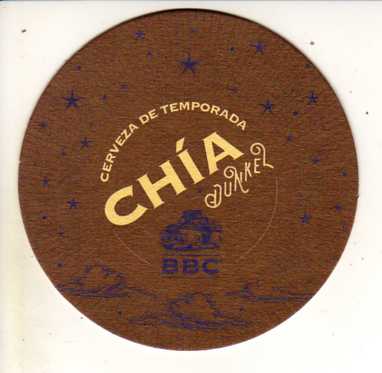 CERVEZA DE TEMPORADA
CHÍA
DUNKEL
BBC